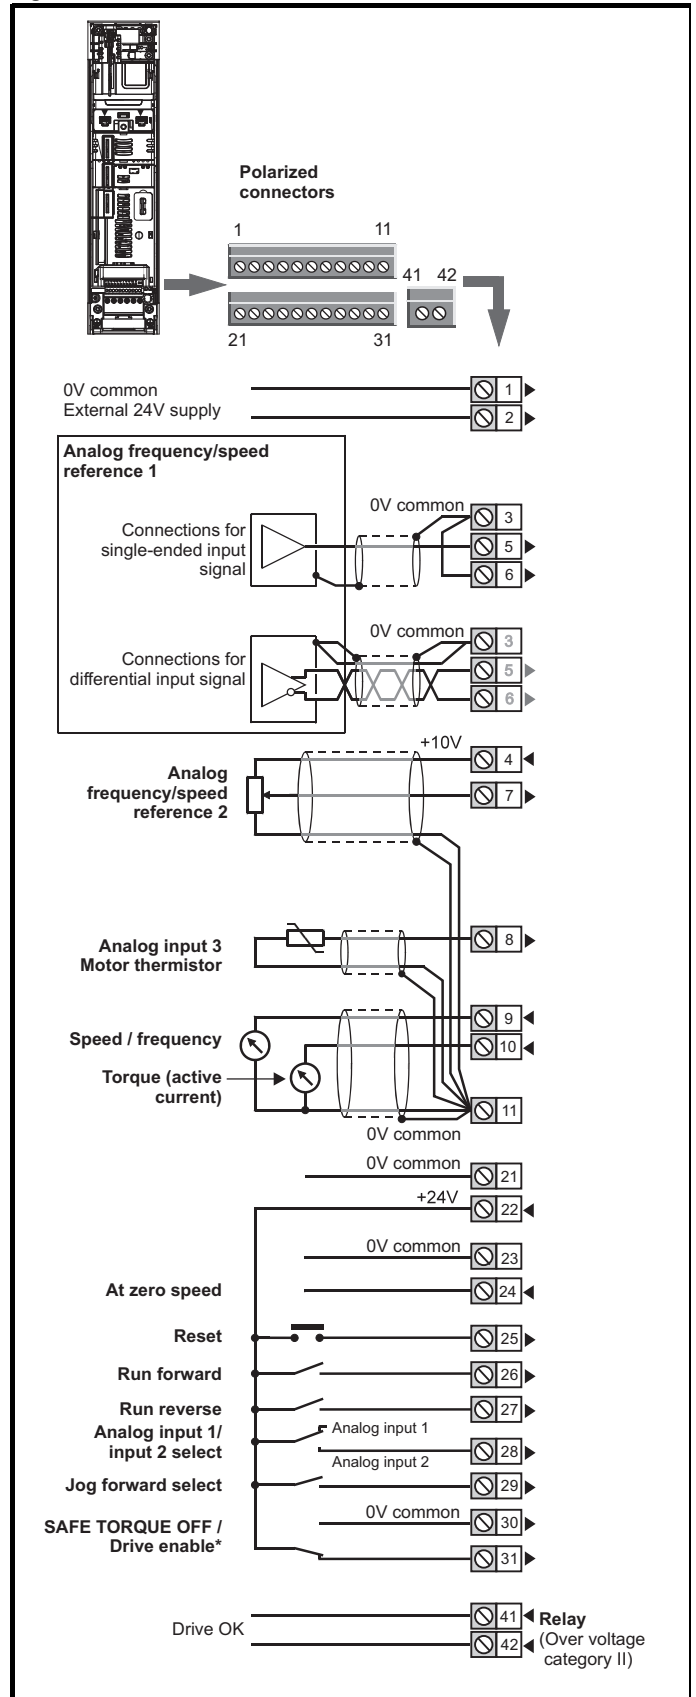 Polarized
connectors
1 11
41 42
21 31
0V common 1
External 24V supply 2
Analog frequency/speed
reference 1
0V common 3
Connections for
single-ended input
signal
5
6
0V common 3
Connections for
differential input signal
5
6
+10V 4
Analog
frequency/speed
reference 2
7
8
Analog input 3
Motor thermistor
9
Speed / frequency
10
Torque (active
current)
11
0V common
0V common 21
+24V 22
0V common 23
At zero speed 24
Reset 25
Run forward 26
Run reverse 27
Analog input 1/
input 2 select
Analog input 1
28
Analog input 2
Jog forward select 29
0V common 30
SAFE TORQUE OFF /
Drive enable*
31
Drive OK
41
42
Relay
(Over voltage
category II)